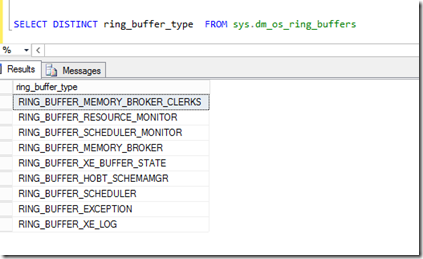 SELECT DISTINCT ring_buffer_type  FROM sys.dm_os_ring_buffers
%
Results Messages
ring_buffer_type
RING_BUFFER_MEMORY_BROKER_CLERKS
RING_BUFFER_RESOURCE_MONITOR
RING_BUFFER_SCHEDULER_MONITOR
RING_BUFFER_MEMORY_BROKER
RING_BUFFER_XE_BUFFER_STATE
RING_BUFFER_HOBT_SCHEMAMGR
RING_BUFFER_SCHEDULER
RING_BUFFER_EXCEPTION
RING_BUFFER_XE_LOG